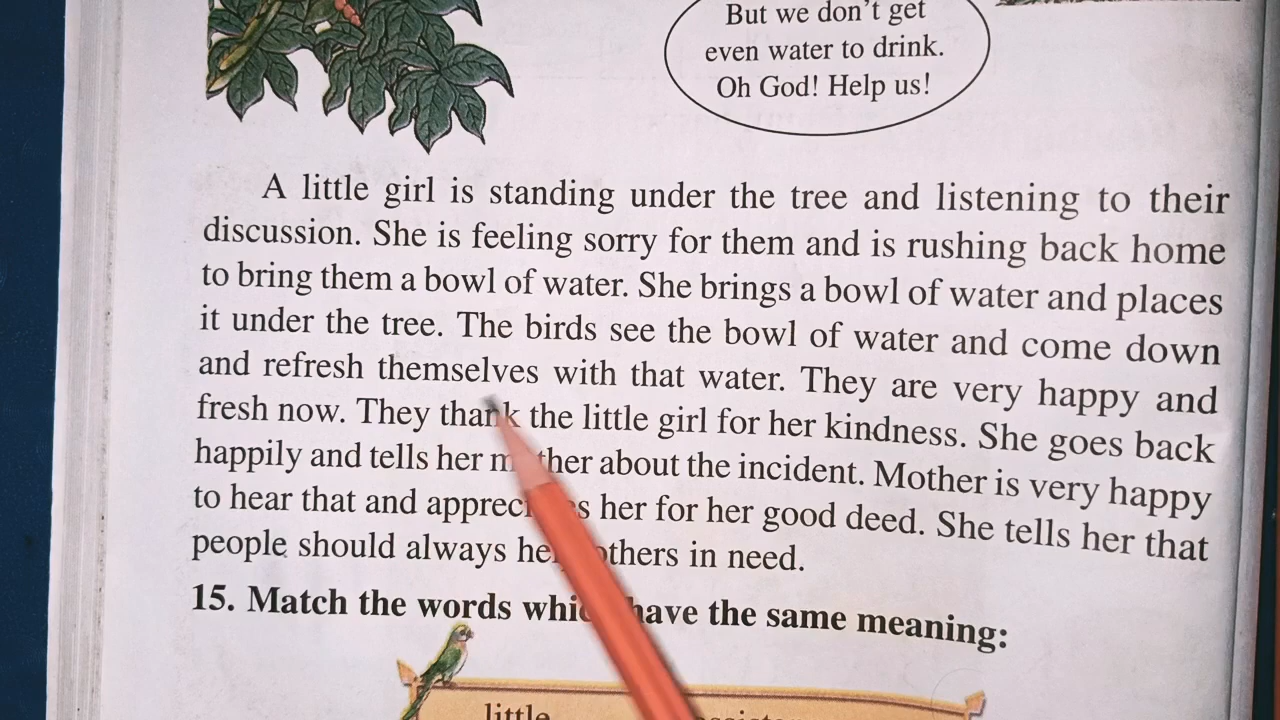 But we don't get
even water to drink.
Oh God! Help us!
A little girl is standing under the tree and listening to their
discussion. She is feeling sorry for them and is rushing back home
to bring them a bowl of water. She brings a bowl of water and places
it under the tree. The birds see the bowl of water and come down
and refresh themselves with that water. They are very happy and
fresh now. They thank the little girl for her kindness. She goes back
happily and tells her mother about the incident. Mother is very happy
to hear that and appreciates her for her good deed. She tells her that
people should always help others in need.
15. Match the words which have the same meaning:
little